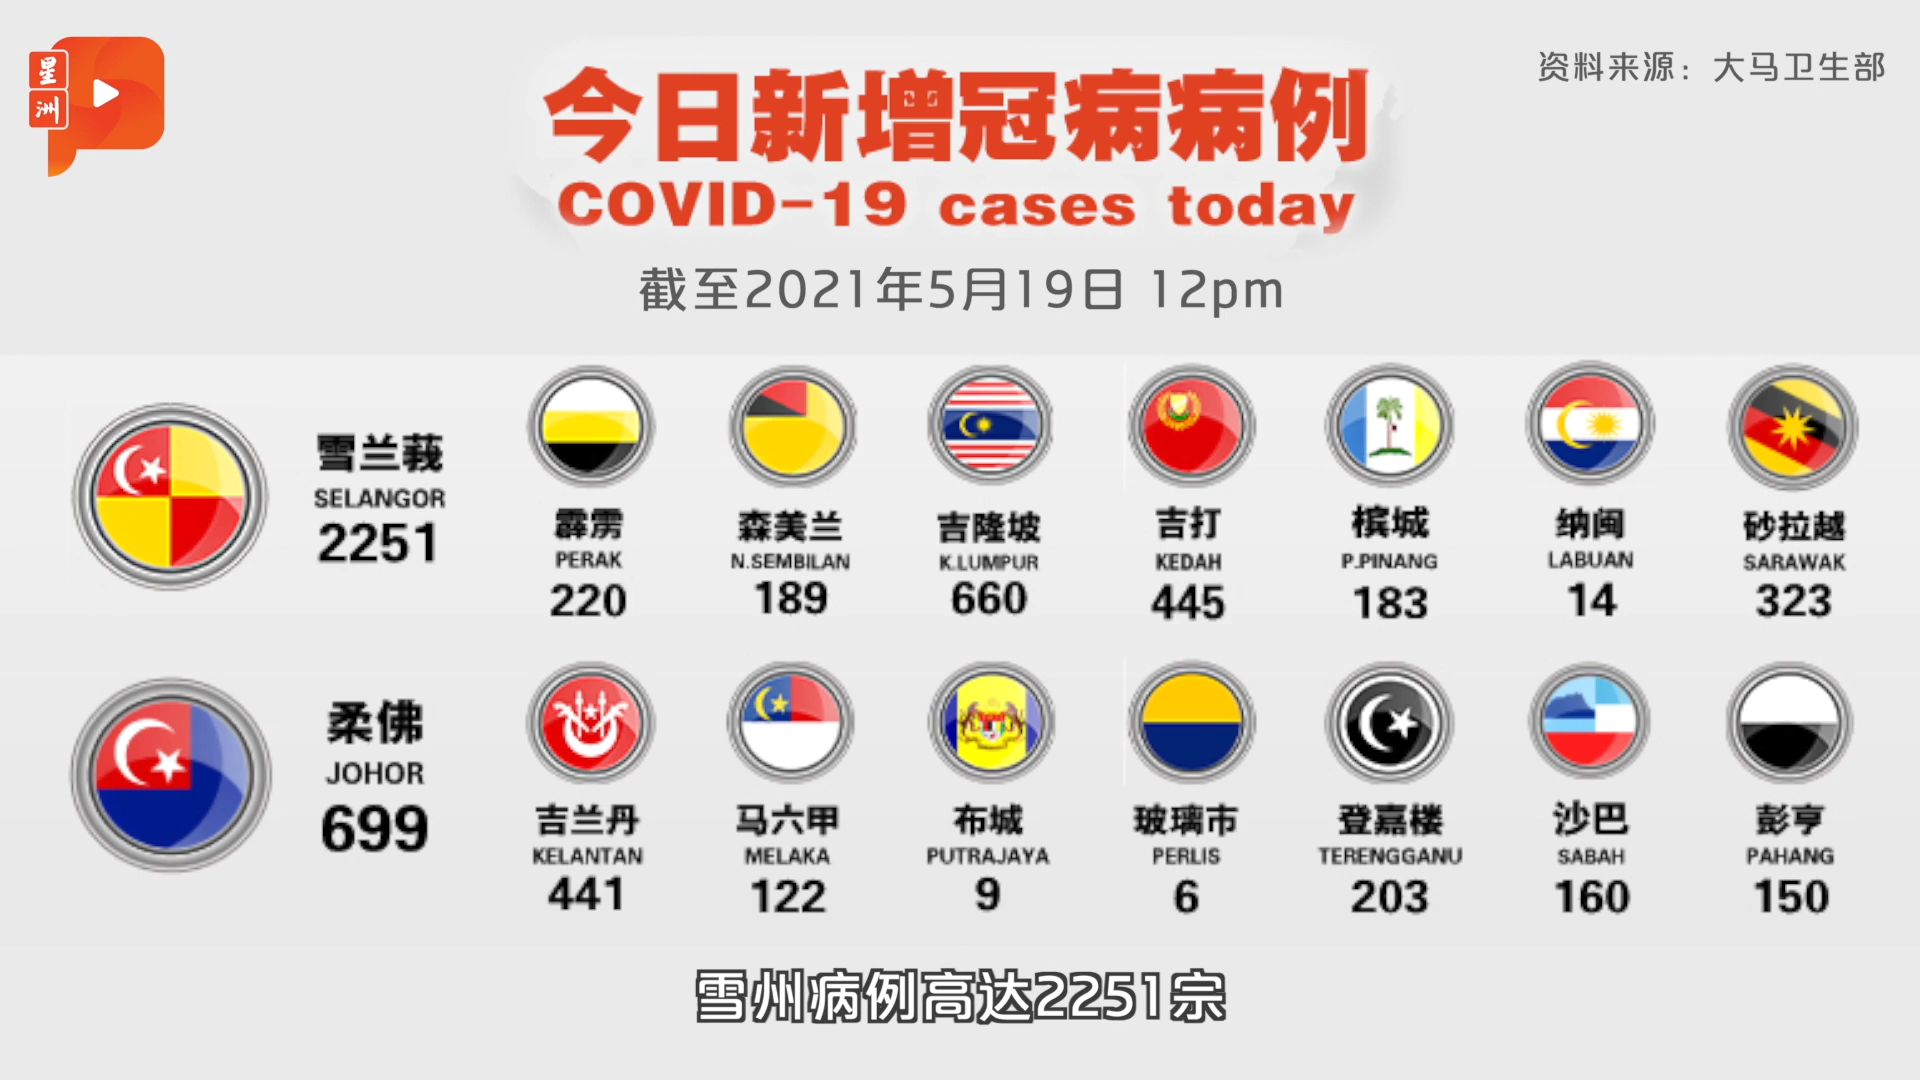 星洲
资料来源：大马卫生部
今日新增冠病病例
COVID-19 cases today
截至2021年5月19日 12pm
雪兰莪
SELANGOR
2251
霹雳
PERAK
220
森美兰
N.SEMBILAN
189
吉隆坡
K.LUMPUR
660
吉打
KEDAH
445
槟城
P.PINANG
183
纳闽
LABUAN
14
砂拉越
SARAWAK
323
柔佛
JOHOR
699
吉兰丹
KELANTAN
441
马六甲
MELAKA
122
布城
PUTRAJAYA
9
玻璃市
PERLIS
6
登嘉楼
TERENGGANU
203
沙巴
SABAH
160
彭亨
PAHANG
150
雪州病例高达2251宗